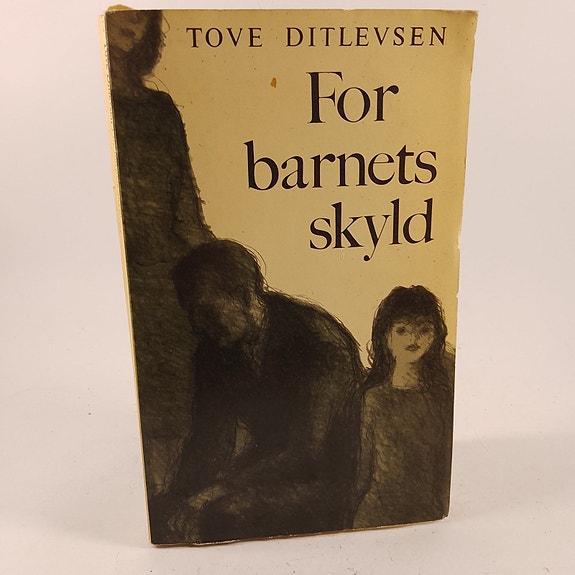 TOVE DITLEVSEN
For
barnets
skyld